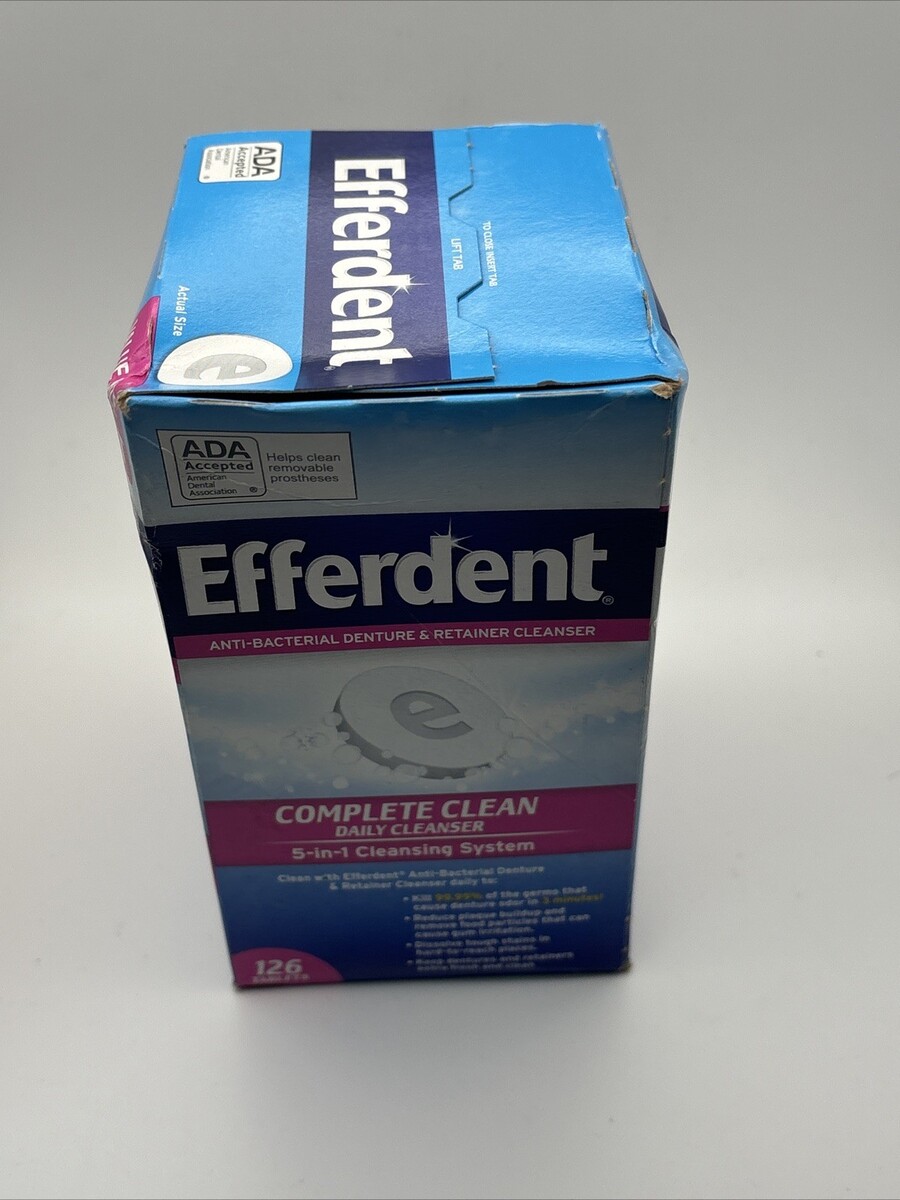 ADA
Accepted
American
Dental
Association ®
Efferdent®
TO CLOSE INSERT TAB
LIFT TAB
Actual Size
e
ADA
Accepted
American
Dental
Association ®
Helps clean
removable
prostheses
Efferdent®
ANTI-BACTERIAL DENTURE & RETAINER CLEANSER
e
COMPLETE CLEAN
DAILY CLEANSER
5-in-1 Cleansing System
Clean with Efferdent® Anti-Bacterial Denture
& Retainer Cleanser daily to:
• Kill 99.99% of the germs that
cause denture odor in 3 minutes!
• Reduce plaque buildup and
remove food particles that can
cause gum irritation.
• Dissolve tough stains in
hard-to-reach places.
• Keep dentures and retainers
extra fresh and clean.
126
TABLETS